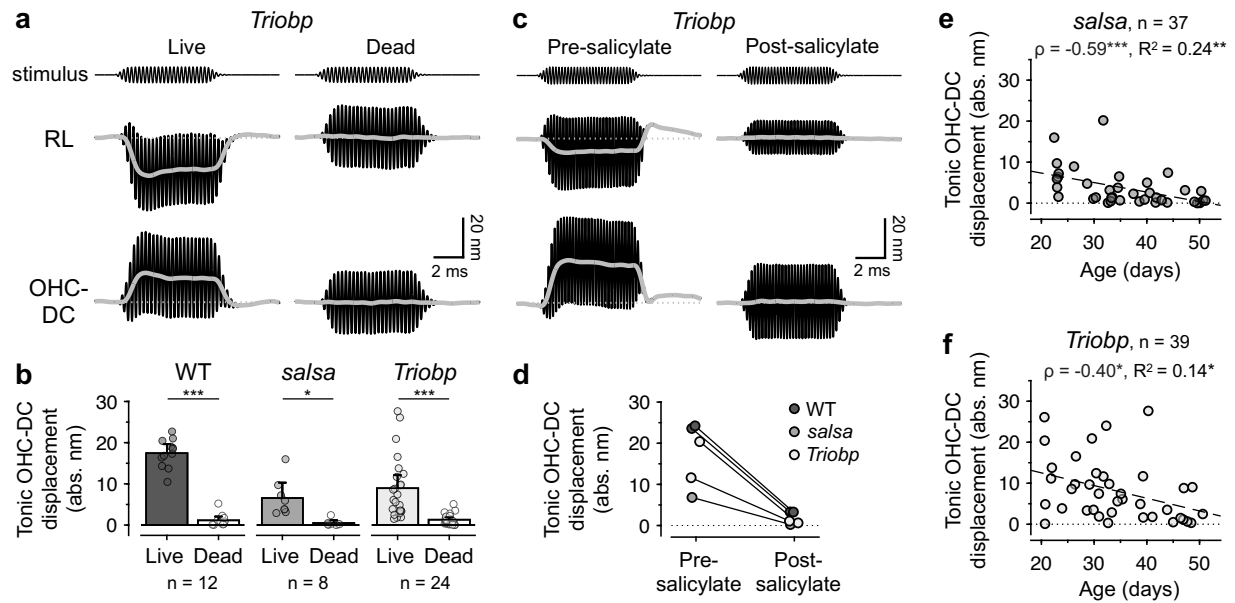 a
Triobp
Live Dead
stimulus
RL
OHC-
DC
20 nm
2 ms
c
Triobp
Pre-salicylate Post-salicylate
20 nm
2 ms
b
WT salsa Triobp
*** * ***
Tonic OHC-DC
displacement
(abs. nm)
30
20
10
0
Live Dead Live Dead Live Dead
n = 12 n = 8 n = 24
d
Tonic OHC-DC
displacement
(abs. nm)
30
20
10
0
WT
salsa
Triobp
Pre-
salicylate
Post-
salicylate
e
salsa, n = 37
ρ = -0.59***, R² = 0.24**
Tonic OHC-DC
displacement (abs. nm)
30
20
10
0
20 30 40 50
Age (days)
f
Triobp, n = 39
ρ = -0.40*, R² = 0.14*
Tonic OHC-DC
displacement (abs. nm)
30
20
10
0
20 30 40 50
Age (days)